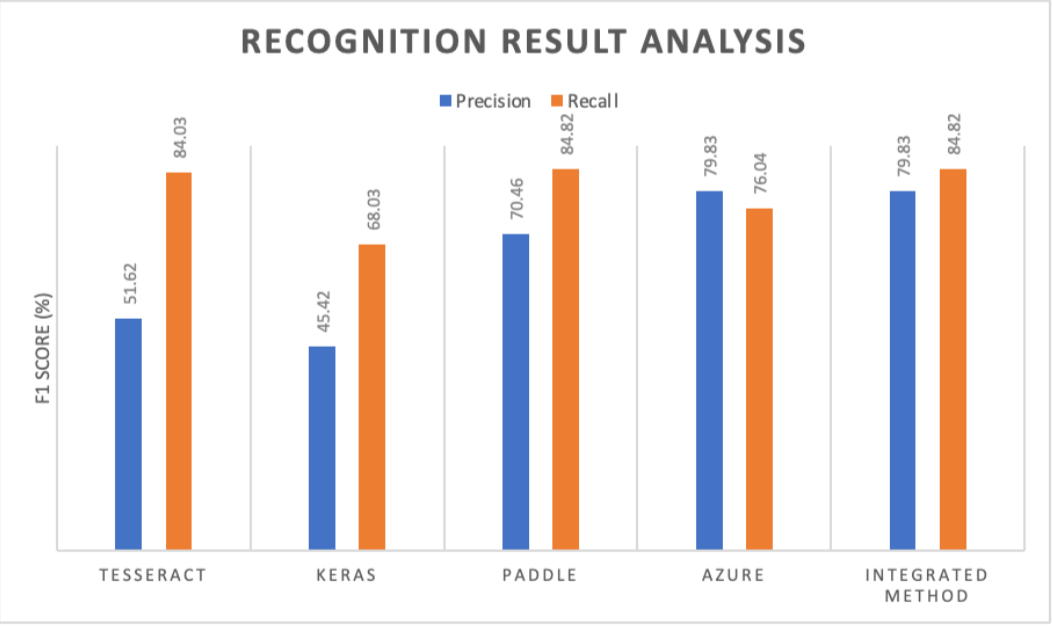 RECOGNITION RESULT ANALYSIS
Precision Recall
F1 SCORE (%)
51.62
84.03
45.42
68.03
70.46
84.82
79.83
76.04
79.83
84.82
TESSERACT
KERAS
PADDLE
AZURE
INTEGRATED
METHOD